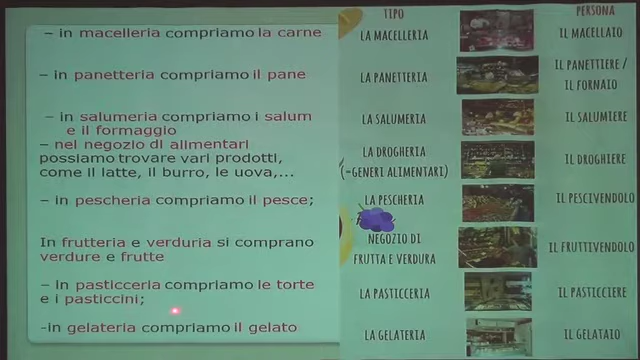 – in macelleria compriamo la carne
– in panetteria compriamo il pane
– in salumeria compriamo i salum
e il formaggio
– nel negozio di alimentari
possiamo trovare vari prodotti,
come il latte, il burro, le uova,...
– in pescheria compriamo il pesce;
In frutteria e verduria si comprano
verdure e frutte
– in pasticceria compriamo le torte
e i pasticcini;
-in gelateria compriamo il gelato
TIPO PERSONA
LA MACELLERIA IL MACELLAIO
LA PANETTERIA IL PANETTIERE /
IL FORNAIO
LA SALUMERIA IL SALUMIERE
LA DROGHERIA IL DROGHIERE
(=GENERI ALIMENTARI)
LA PESCHERIA IL PESCIVENDOLO
NEGOZIO DI IL FRUTTIVENDOLO
FRUTTA E VERDURA
LA PASTICCERIA IL PASTICCIERE
LA GELATERIA IL GELATAIO